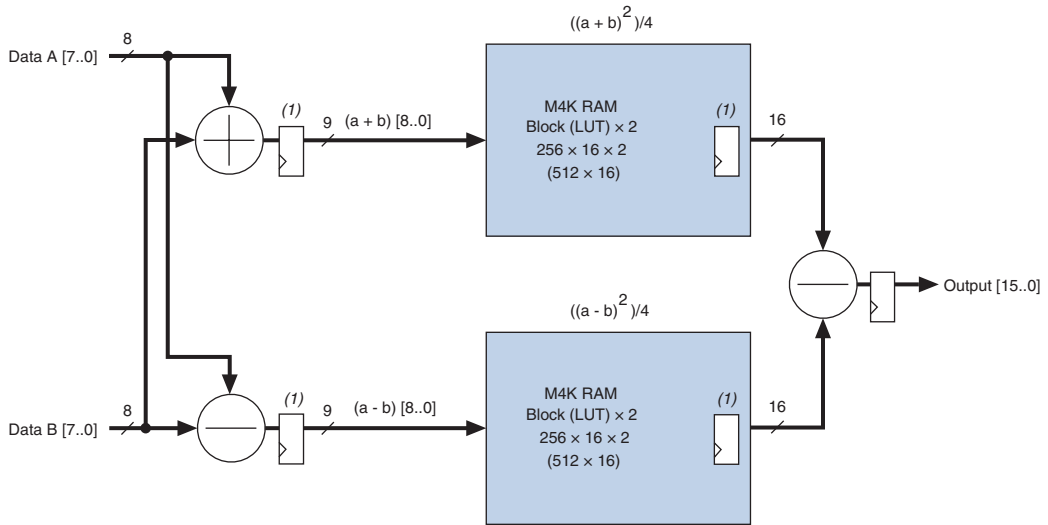 ((a + b)2)/4
8
Data A [7..0]
(1)
9
(a + b) [8..0]
M4K RAM
Block (LUT) × 2
256 × 16 × 2
(512 × 16)
(1)
16
Output [15..0]
((a - b)2)/4
8
Data B [7..0]
(1)
9
(a - b) [8..0]
M4K RAM
Block (LUT) × 2
256 × 16 × 2
(512 × 16)
(1)
16